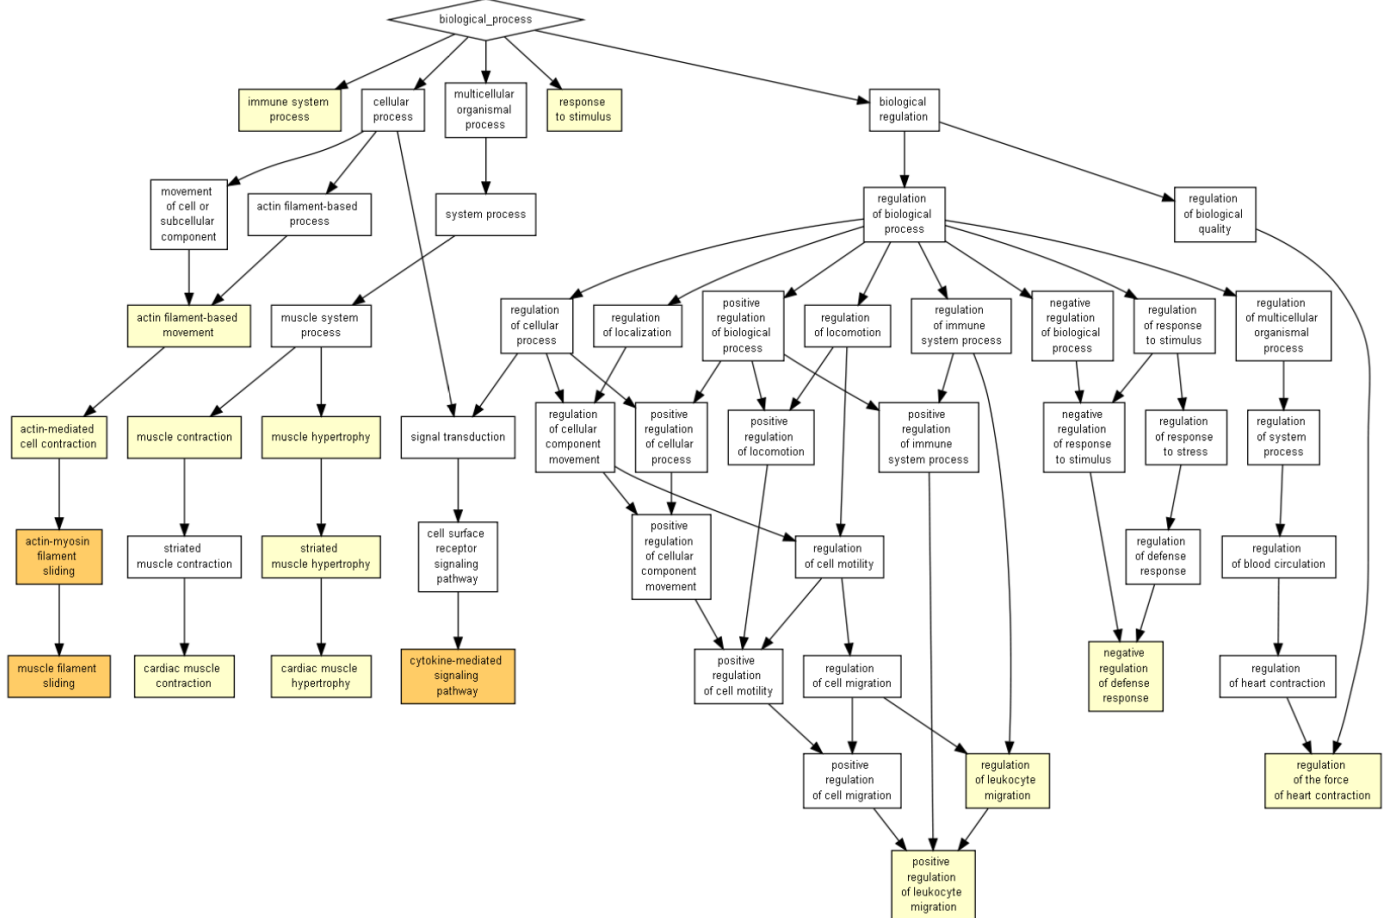 biological_process
immune system
process
cellular
process
multicellular
organismal
process
response
to stimulus
biological
regulation
movement
of cell or
subcellular
component
actin filament-based
process
system process
regulation
of biological
process
regulation
of biological
quality
actin filament-based
movement
muscle system
process
regulation
of cellular
process
regulation
of localization
positive
regulation
of biological
process
regulation
of locomotion
regulation
of immune
system process
negative
regulation
of biological
process
regulation
of response
to stimulus
regulation
of multicellular
organismal
process
actin-mediated
cell contraction
muscle contraction
muscle hypertrophy
signal transduction
regulation
of cellular
component
movement
positive
regulation
of cellular
process
positive
regulation
of locomotion
positive
regulation
of immune
system process
negative
regulation
of response
to stimulus
regulation
of response
to stress
regulation
of system
process
actin-myosin
filament
sliding
striated
muscle contraction
striated
muscle hypertrophy
cell surface
receptor
signaling
pathway
positive
regulation
of cellular
component
movement
regulation
of cell motility
regulation
of defense
response
regulation
of blood circulation
muscle filament
sliding
cardiac muscle
contraction
cardiac muscle
hypertrophy
cytokine-mediated
signaling
pathway
positive
regulation
of cell motility
regulation
of cell migration
negative
regulation
of defense
response
regulation
of heart contraction
positive
regulation
of cell migration
regulation
of leukocyte
migration
regulation
of the force
of heart contraction
positive
regulation
of leukocyte
migration